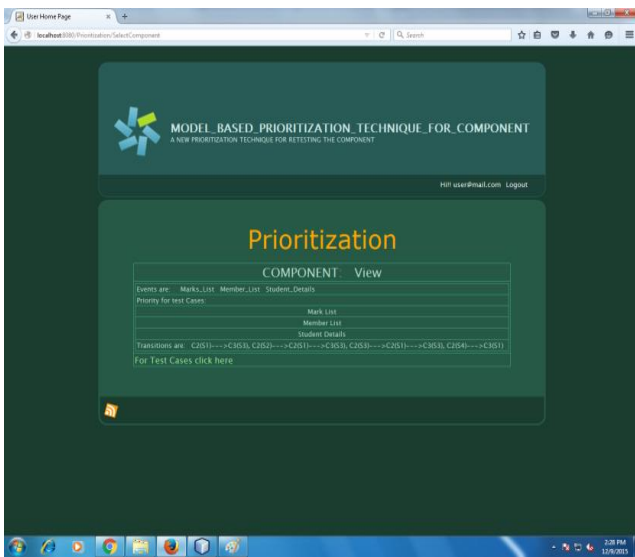 User Home Page
localhost:8080/Prioritization/SelectComponent
Search
MODEL_BASED_PRIORITIZATION_TECHNIQUE_FOR_COMPONENT
A NEW PRIORITIZATION TECHNIQUE FOR RETESTING THE COMPONENT
Hi!! user@mail.com Logout
Prioritization
COMPONENT: View
Events are: Marks_List Member_List Student_Details
Priority for test Cases:
Mark List
Member List
Student Details
Transitions are: C2(S1)--->C3(S3), C2(S2)--->C2(S1)--->C3(S3), C2(S3)--->C2(S1)--->C3(S3), C2(S4)--->C3(S1)
For Test Cases click here
2:28 PM
12/9/2015